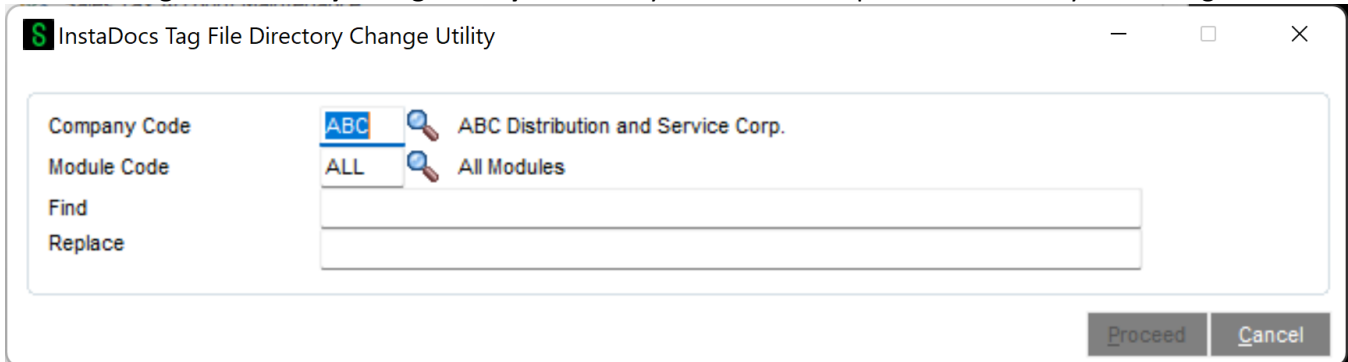 S InstaDocs Tag File Directory Change Utility
Company Code ABC ABC Distribution and Service Corp.
Module Code ALL All Modules
Find
Replace
Proceed Cancel